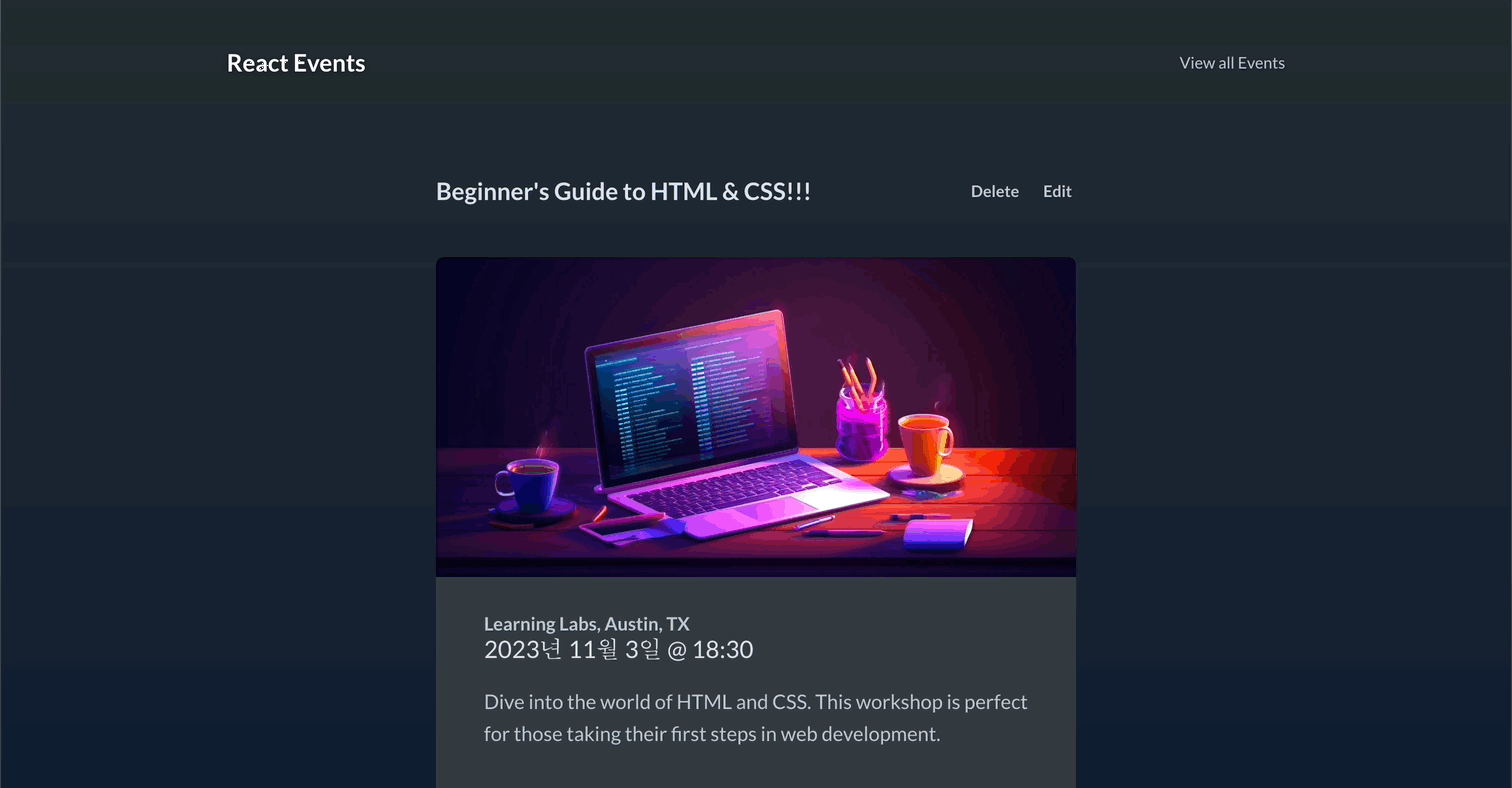 React Events
View all Events
Beginner's Guide to HTML & CSS!!!
Delete
Edit
Learning Labs, Austin, TX
2023년 11월 3일 @ 18:30
Dive into the world of HTML and CSS. This workshop is perfect
for those taking their first steps in web development.